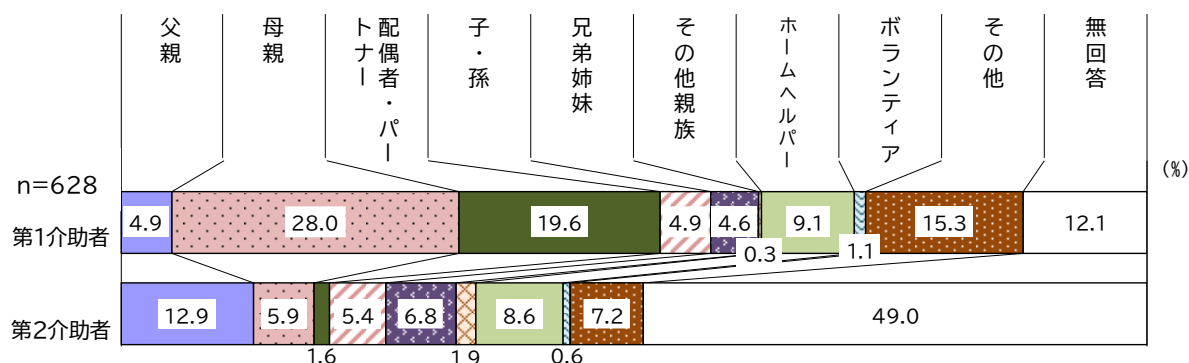 父親
母親
配偶者・パー
トナー
子・孫
兄弟姉妹
その他親族
ホームヘルパー
ボランティア
その他
無回答
(%)
n=628
第1介助者
4.9
28.0
19.6
4.9
4.6
0.3
9.1
1.1
15.3
12.1
第2介助者
12.9
5.9
1.6
5.4
6.8
1 9
8.6
0.6
7.2
49.0